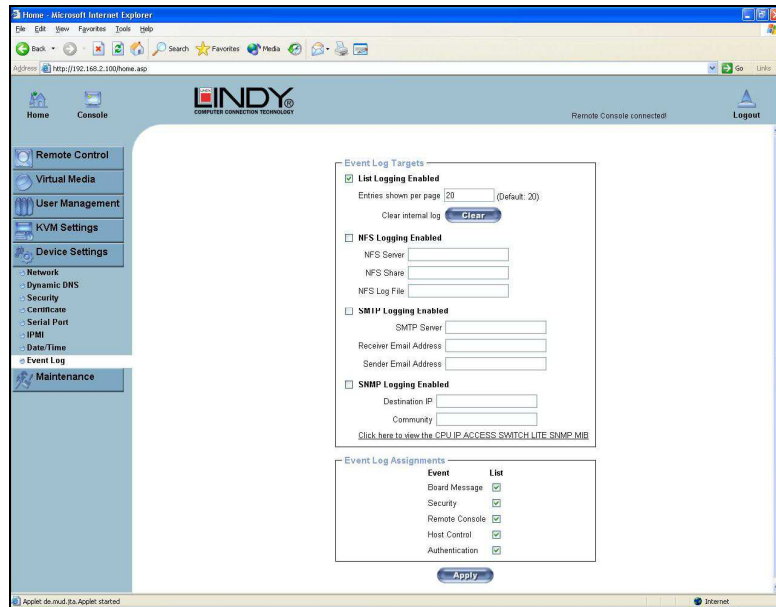 Home - Microsoft Internet Explorer
File Edit View Favorites Tools Help
Back Search Favorites Media
Address http://192.168.2.100/home.asp Go Links
Home Console
LINDY®
COMPUTER CONNECTION TECHNOLOGY
Remote Console connected!
Logout
Remote Control
Virtual Media
User Management
KVM Settings
Device Settings
Network
Dynamic DNS
Security
Certificate
Serial Port
IPMI
Date/Time
Event Log
Maintenance
Event Log Targets
List Logging Enabled
Entries shown per page 20 (Default: 20)
Clear internal log Clear
NFS Logging Enabled
NFS Server
NFS Share
NFS Log File
SMTP Logging Enabled
SMTP Server
Receiver Email Address
Sender Email Address
SNMP Logging Enabled
Destination IP
Community
Click here to view the CPU IP ACCESS SWITCH LITE SNMP MIB
Event Log Assignments
Event List
Board Message
Security
Remote Console
Host Control
Authentication
Apply
Applet de.mud.jta.Applet started Internet